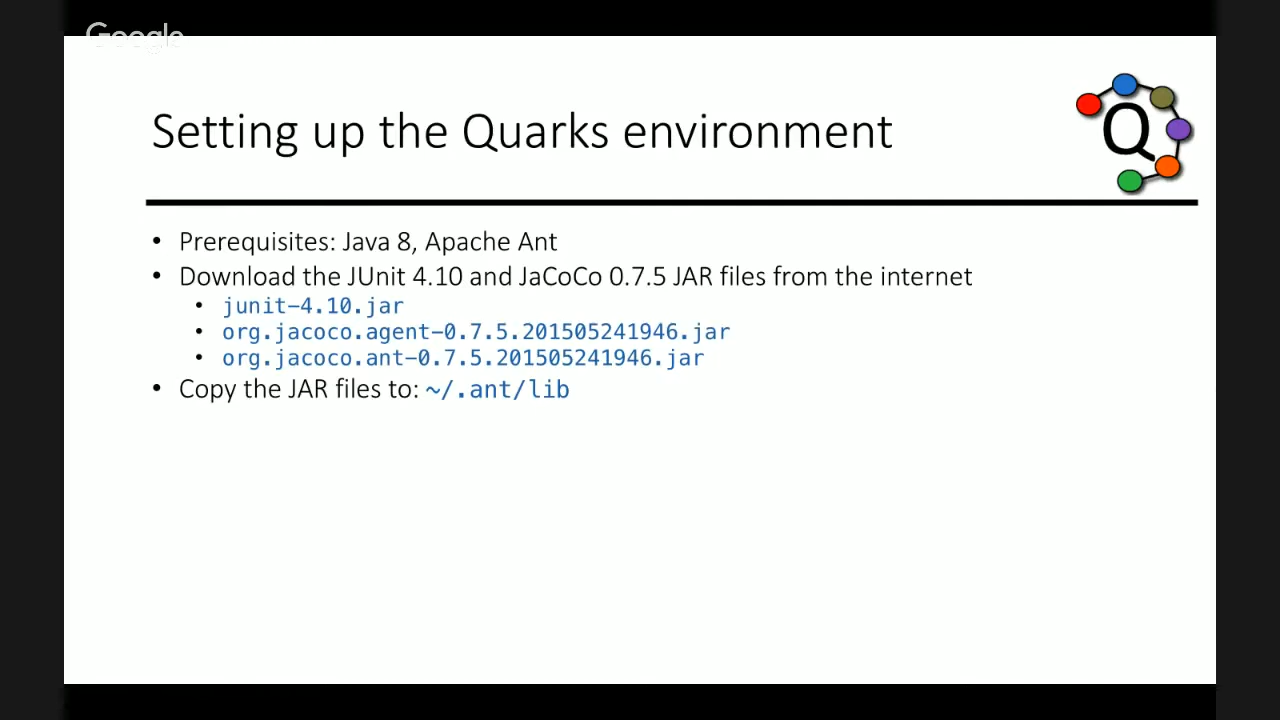 Google
Setting up the Quarks environment
Q
• Prerequisites: Java 8, Apache Ant
• Download the JUnit 4.10 and JaCoCo 0.7.5 JAR files from the internet
• junit-4.10.jar
• org.jacoco.agent-0.7.5.201505241946.jar
• org.jacoco.ant-0.7.5.201505241946.jar
• Copy the JAR files to: ~/.ant/lib